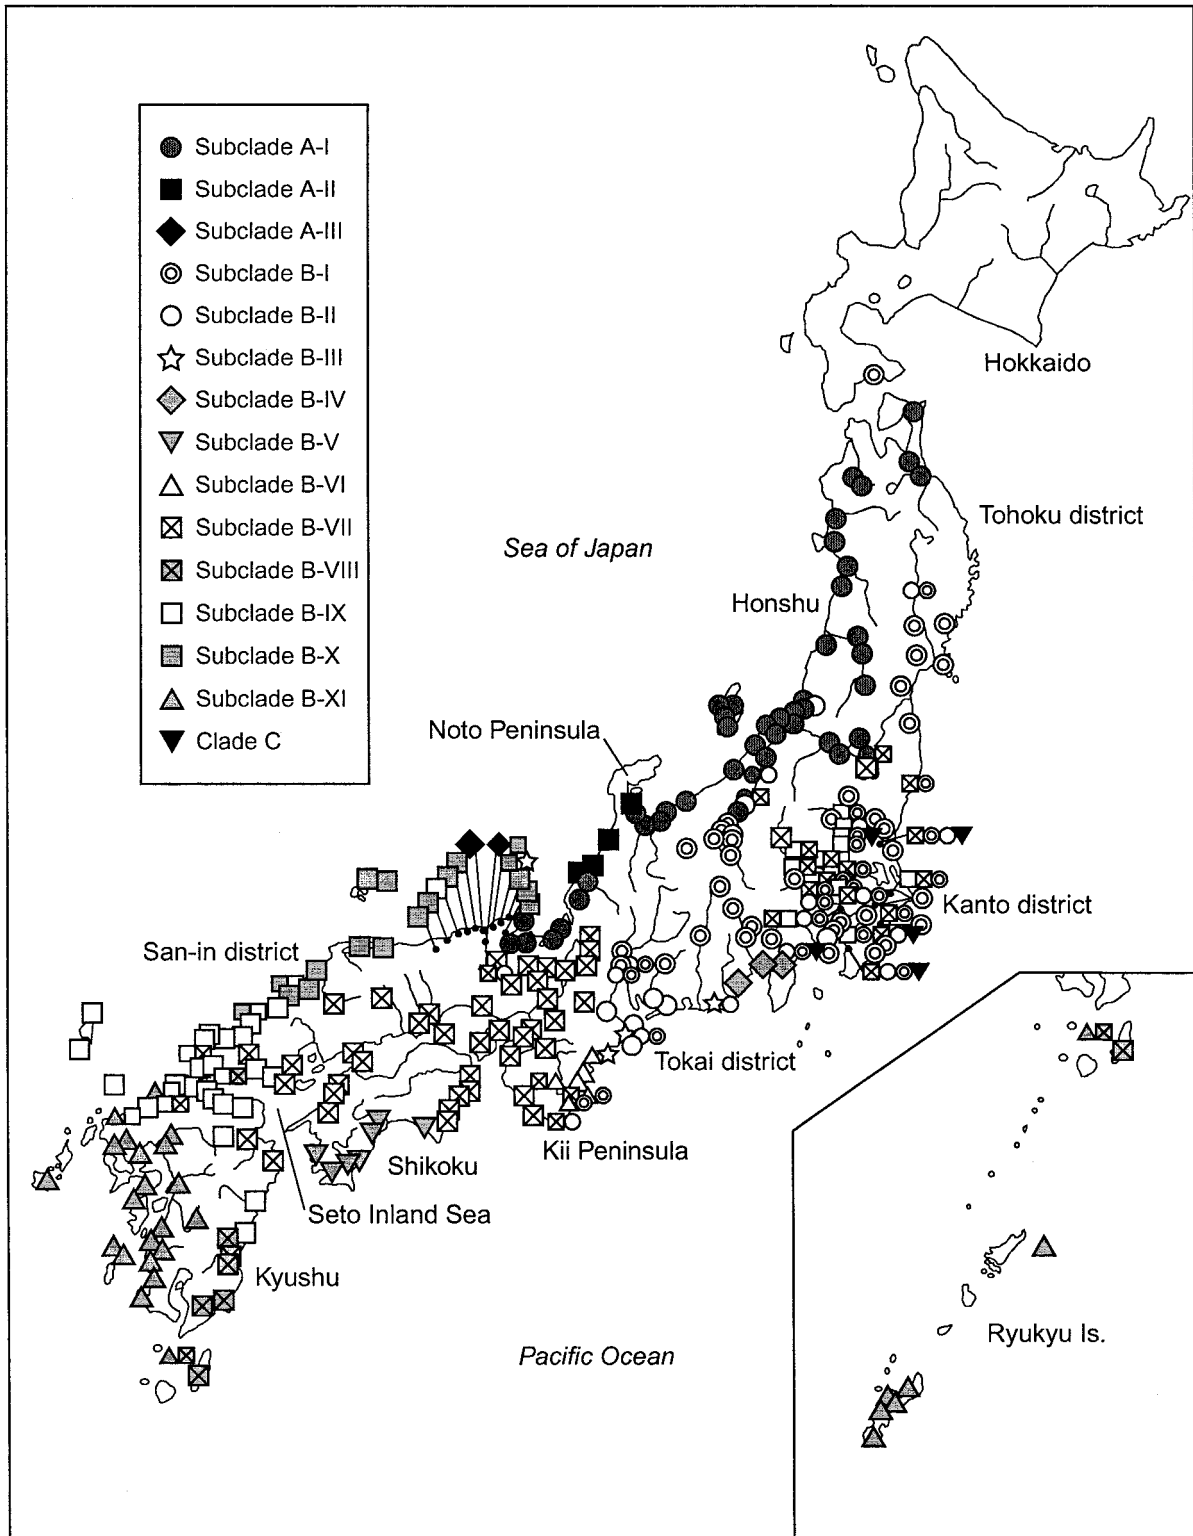 Subclade A-I
Subclade A-II
Subclade A-III
Subclade B-I
Subclade B-II
Subclade B-III
Subclade B-IV
Subclade B-V
Subclade B-VI
Subclade B-VII
Subclade B-VIII
Subclade B-IX
Subclade B-X
Subclade B-XI
Clade C
Hokkaido
Tohoku district
Sea of Japan
Honshu
Noto Peninsula
Kanto district
San-in district
Tokai district
Kii Peninsula
Shikoku
Seto Inland Sea
Kyushu
Ryukyu Is.
Pacific Ocean